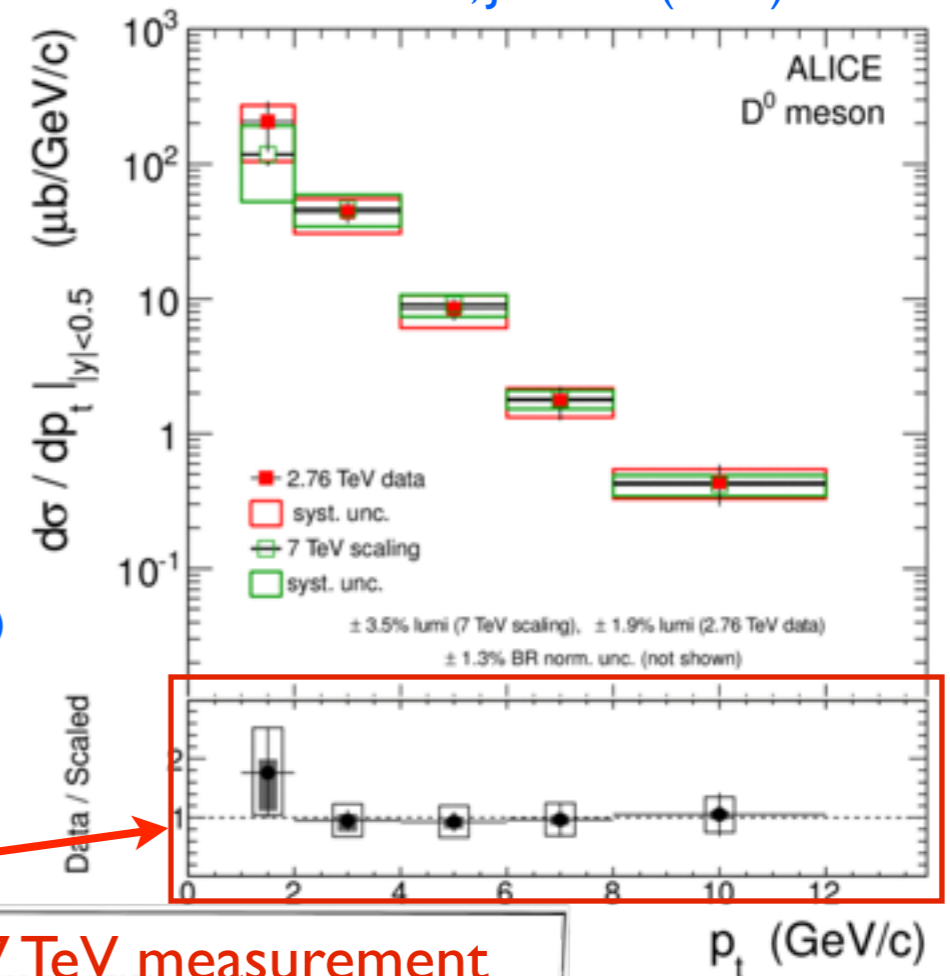 10³
ALICE
D⁰ meson
10²
10
1
10⁻¹
dσ / dp_t |_|y|<0.5 (μb/GeV/c)
2.76 TeV data
syst. unc.
7 TeV scaling
syst. unc.
± 3.5% lumi (7 TeV scaling), ± 1.9% lumi (2.76 TeV data)
± 1.3% BR norm. unc. (not shown)
Data / Scaled
2
1
0 2 4 6 8 10 12
p_t (GeV/c)
7 TeV measurement